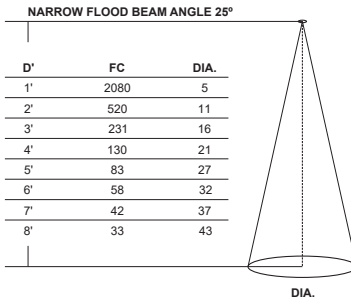 NARROW FLOOD BEAM ANGLE 25º
D' FC DIA.
1' 2080 5
2' 520 11
3' 231 16
4' 130 21
5' 83 27
6' 58 32
7' 42 37
8' 33 43
DIA.